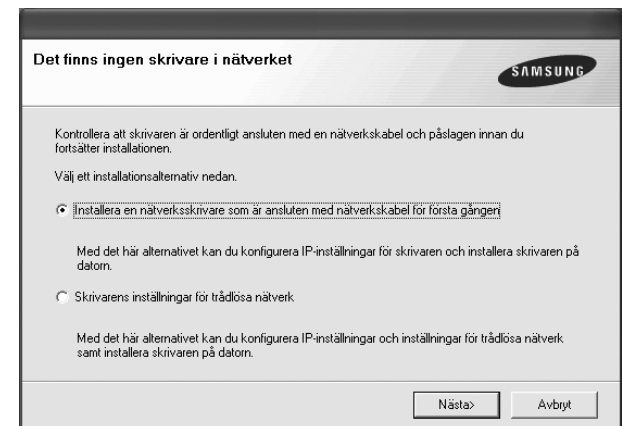 Det finns ingen skrivare i nätverket
SAMSUNG
Kontrollera att skrivaren är ordentligt ansluten med en nätverkskabel och påslagen innan du
fortsätter installationen.
Välj ett installationsalternativ nedan.
Installera en nätverksskrivare som är ansluten med nätverkskabel för första gången
Med det här alternativet kan du konfigurera IP-inställningar för skrivaren och installera skrivaren på
datorn.
Skrivarens inställningar för trådlösa nätverk
Med det här alternativet kan du konfigurera IP-inställningar och inställningar för trådlösa nätverk
samt installera skrivaren på datorn.
Nästa>
Avbryt